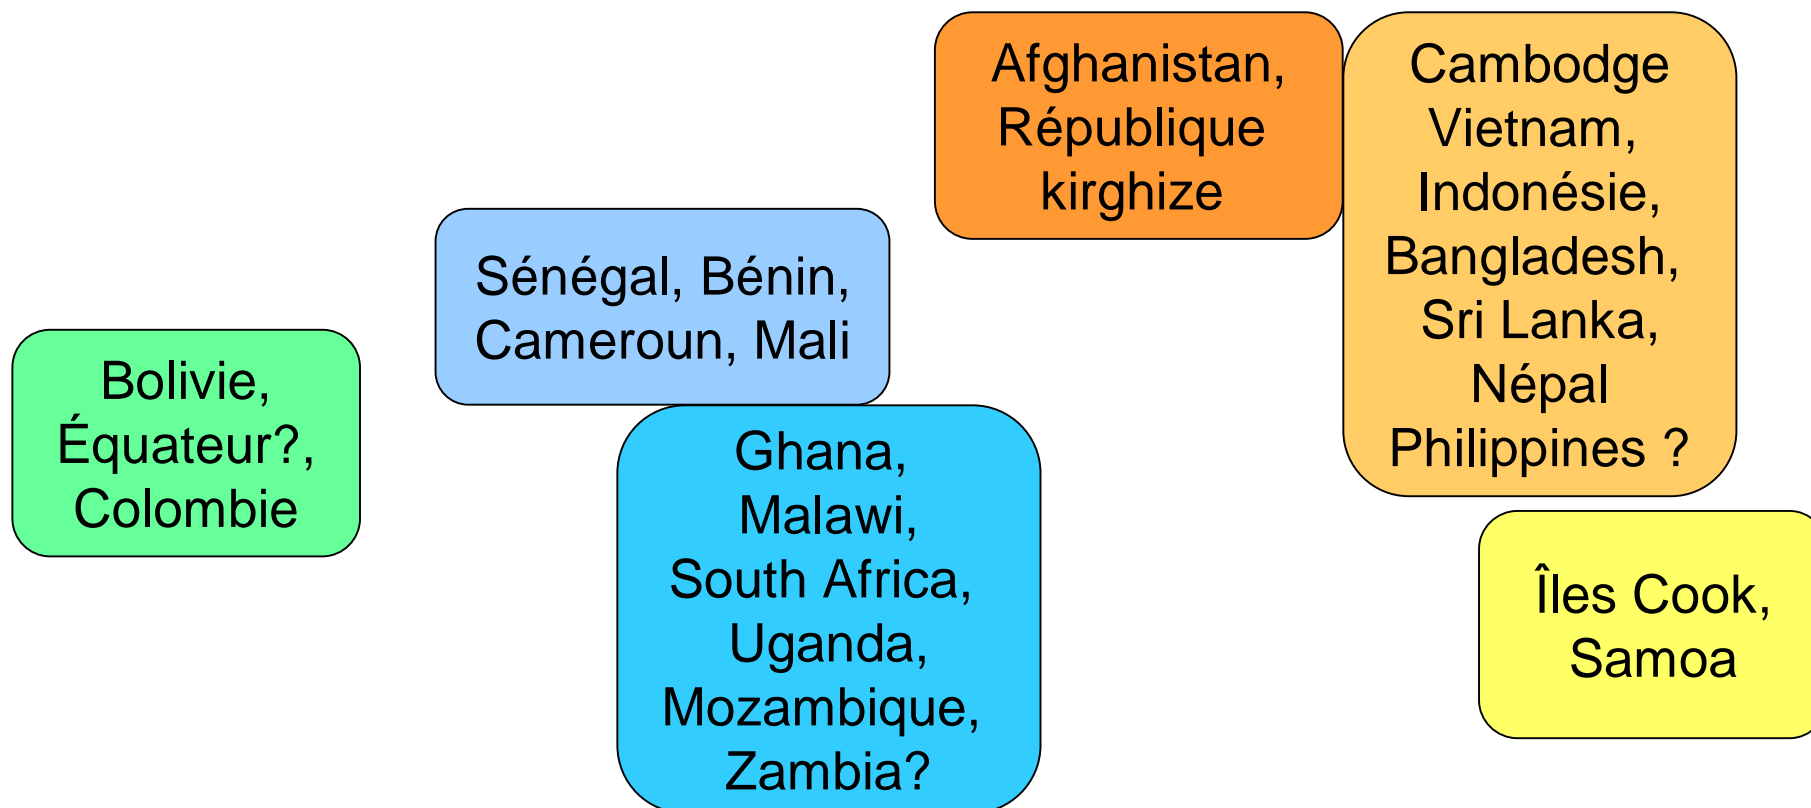 Bolivie,
Équateur?,
Colombie
Sénégal, Bénin,
Cameroun, Mali
Ghana,
Malawi,
South Africa,
Uganda,
Mozambique,
Zambia?
Afghanistan,
République
kirghize
Cambodge
Vietnam,
Indonésie,
Bangladesh,
Sri Lanka,
Népal
Philippines ?
Îles Cook,
Samoa